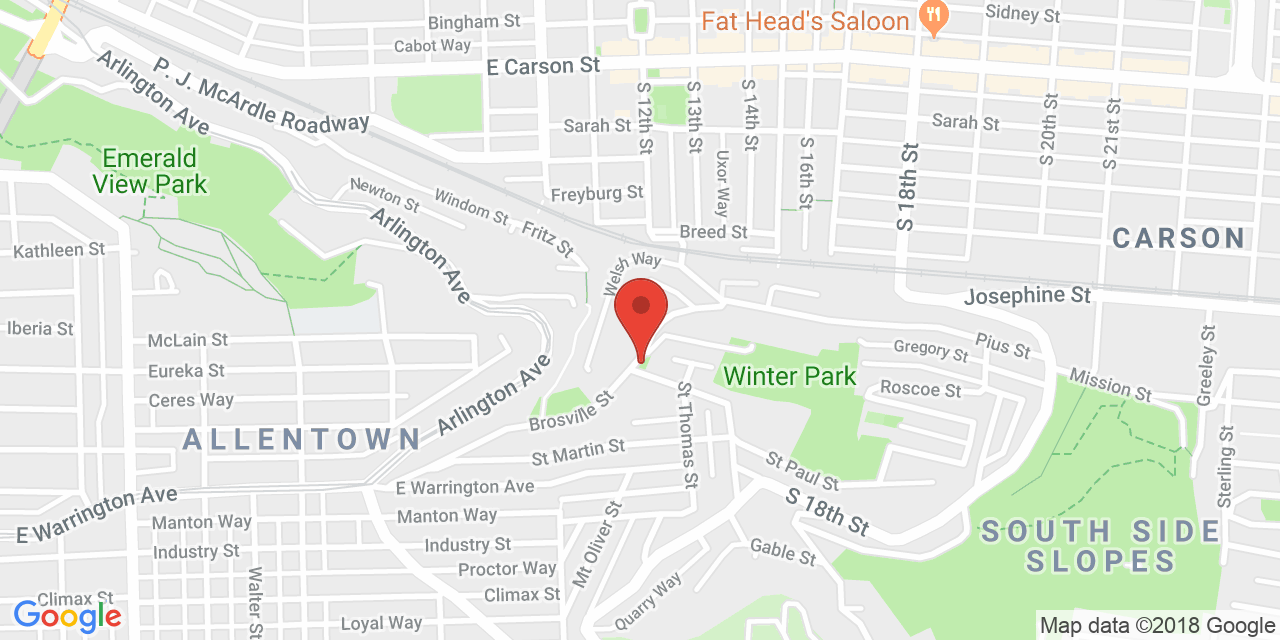 Bingham St
Cabot Way
E Carson St
Fat Head's Saloon
Sidney St
P. J. McArdle Roadway
Arlington Ave
S 12th St
S 13th St
S 14th St
S 16th St
S 18th St
S 20th St
S 21st St
Sarah St
Sarah St
Emerald
View Park
Newton St
Windom St
Fritz St
Freyburg St
Uxor Way
Breed St
CARSON
Kathleen St
Arlington Ave
Welsh Way
Josephine St
Iberia St
McLain St
Eureka St
Ceres Way
Arlington Ave
Winter Park
Gregory St
Pius St
Roscoe St
Mission St
Greeley St
ALLENTOWN
Brosville St
St Thomas St
St Martin St
St Paul St
Sterling St
E Warrington Ave
E Warrington Ave
S 18th St
Manton Way
Manton Way
Mt Oliver St
Industry St
Industry St
Gable St
SOUTH SIDE
SLOPES
Proctor Way
Walter St
Climax St
Climax St
Quarry Way
Loyal Way
Google
Map data ©2018 Google